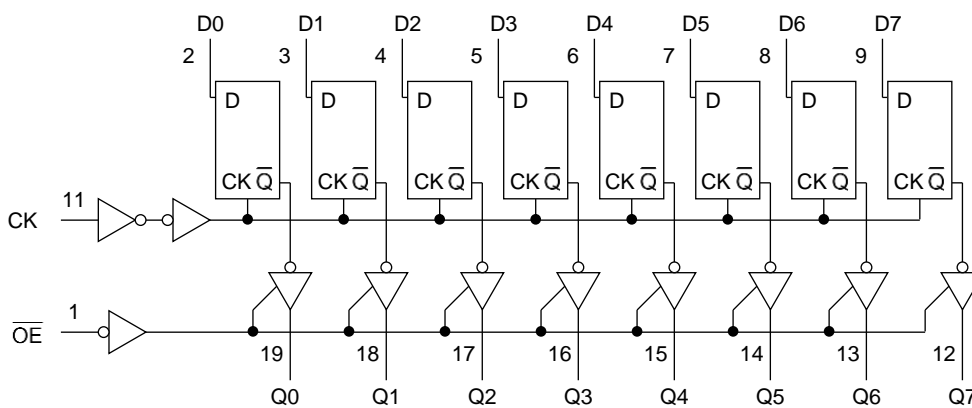 D0 D1 D2 D3 D4 D5 D6 D7
2 3 4 5 6 7 8 9
D D D D D D D D
CK Q̅ CK Q̅ CK Q̅ CK Q̅ CK Q̅ CK Q̅ CK Q̅ CK Q̅
11
CK
1
O̅E̅
19 18 17 16 15 14 13 12
Q0 Q1 Q2 Q3 Q4 Q5 Q6 Q7